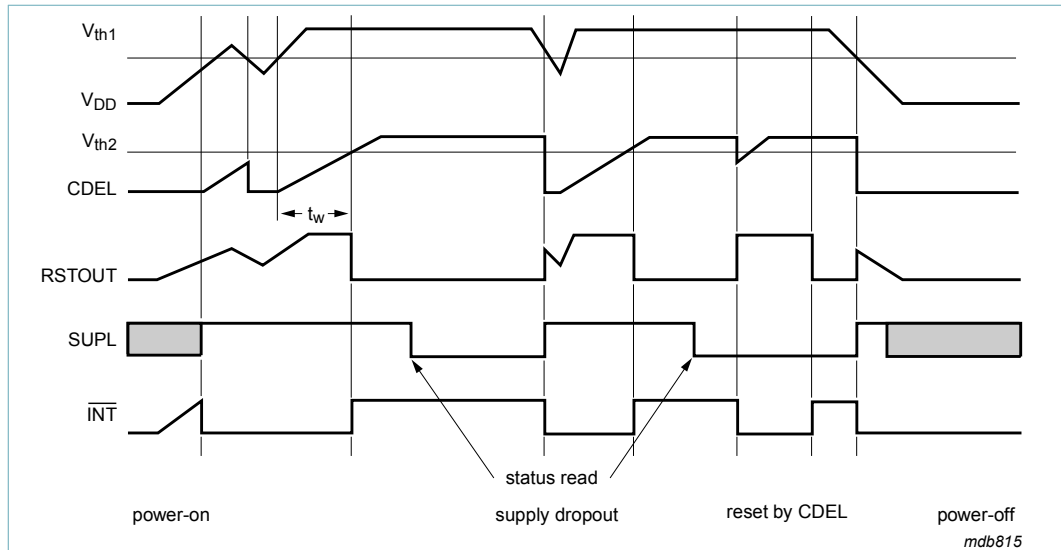 Vth1
VDD
Vth2
CDEL
tw
RSTOUT
SUPL
INT
status read
power-on
supply dropout
reset by CDEL
power-off
mdb815